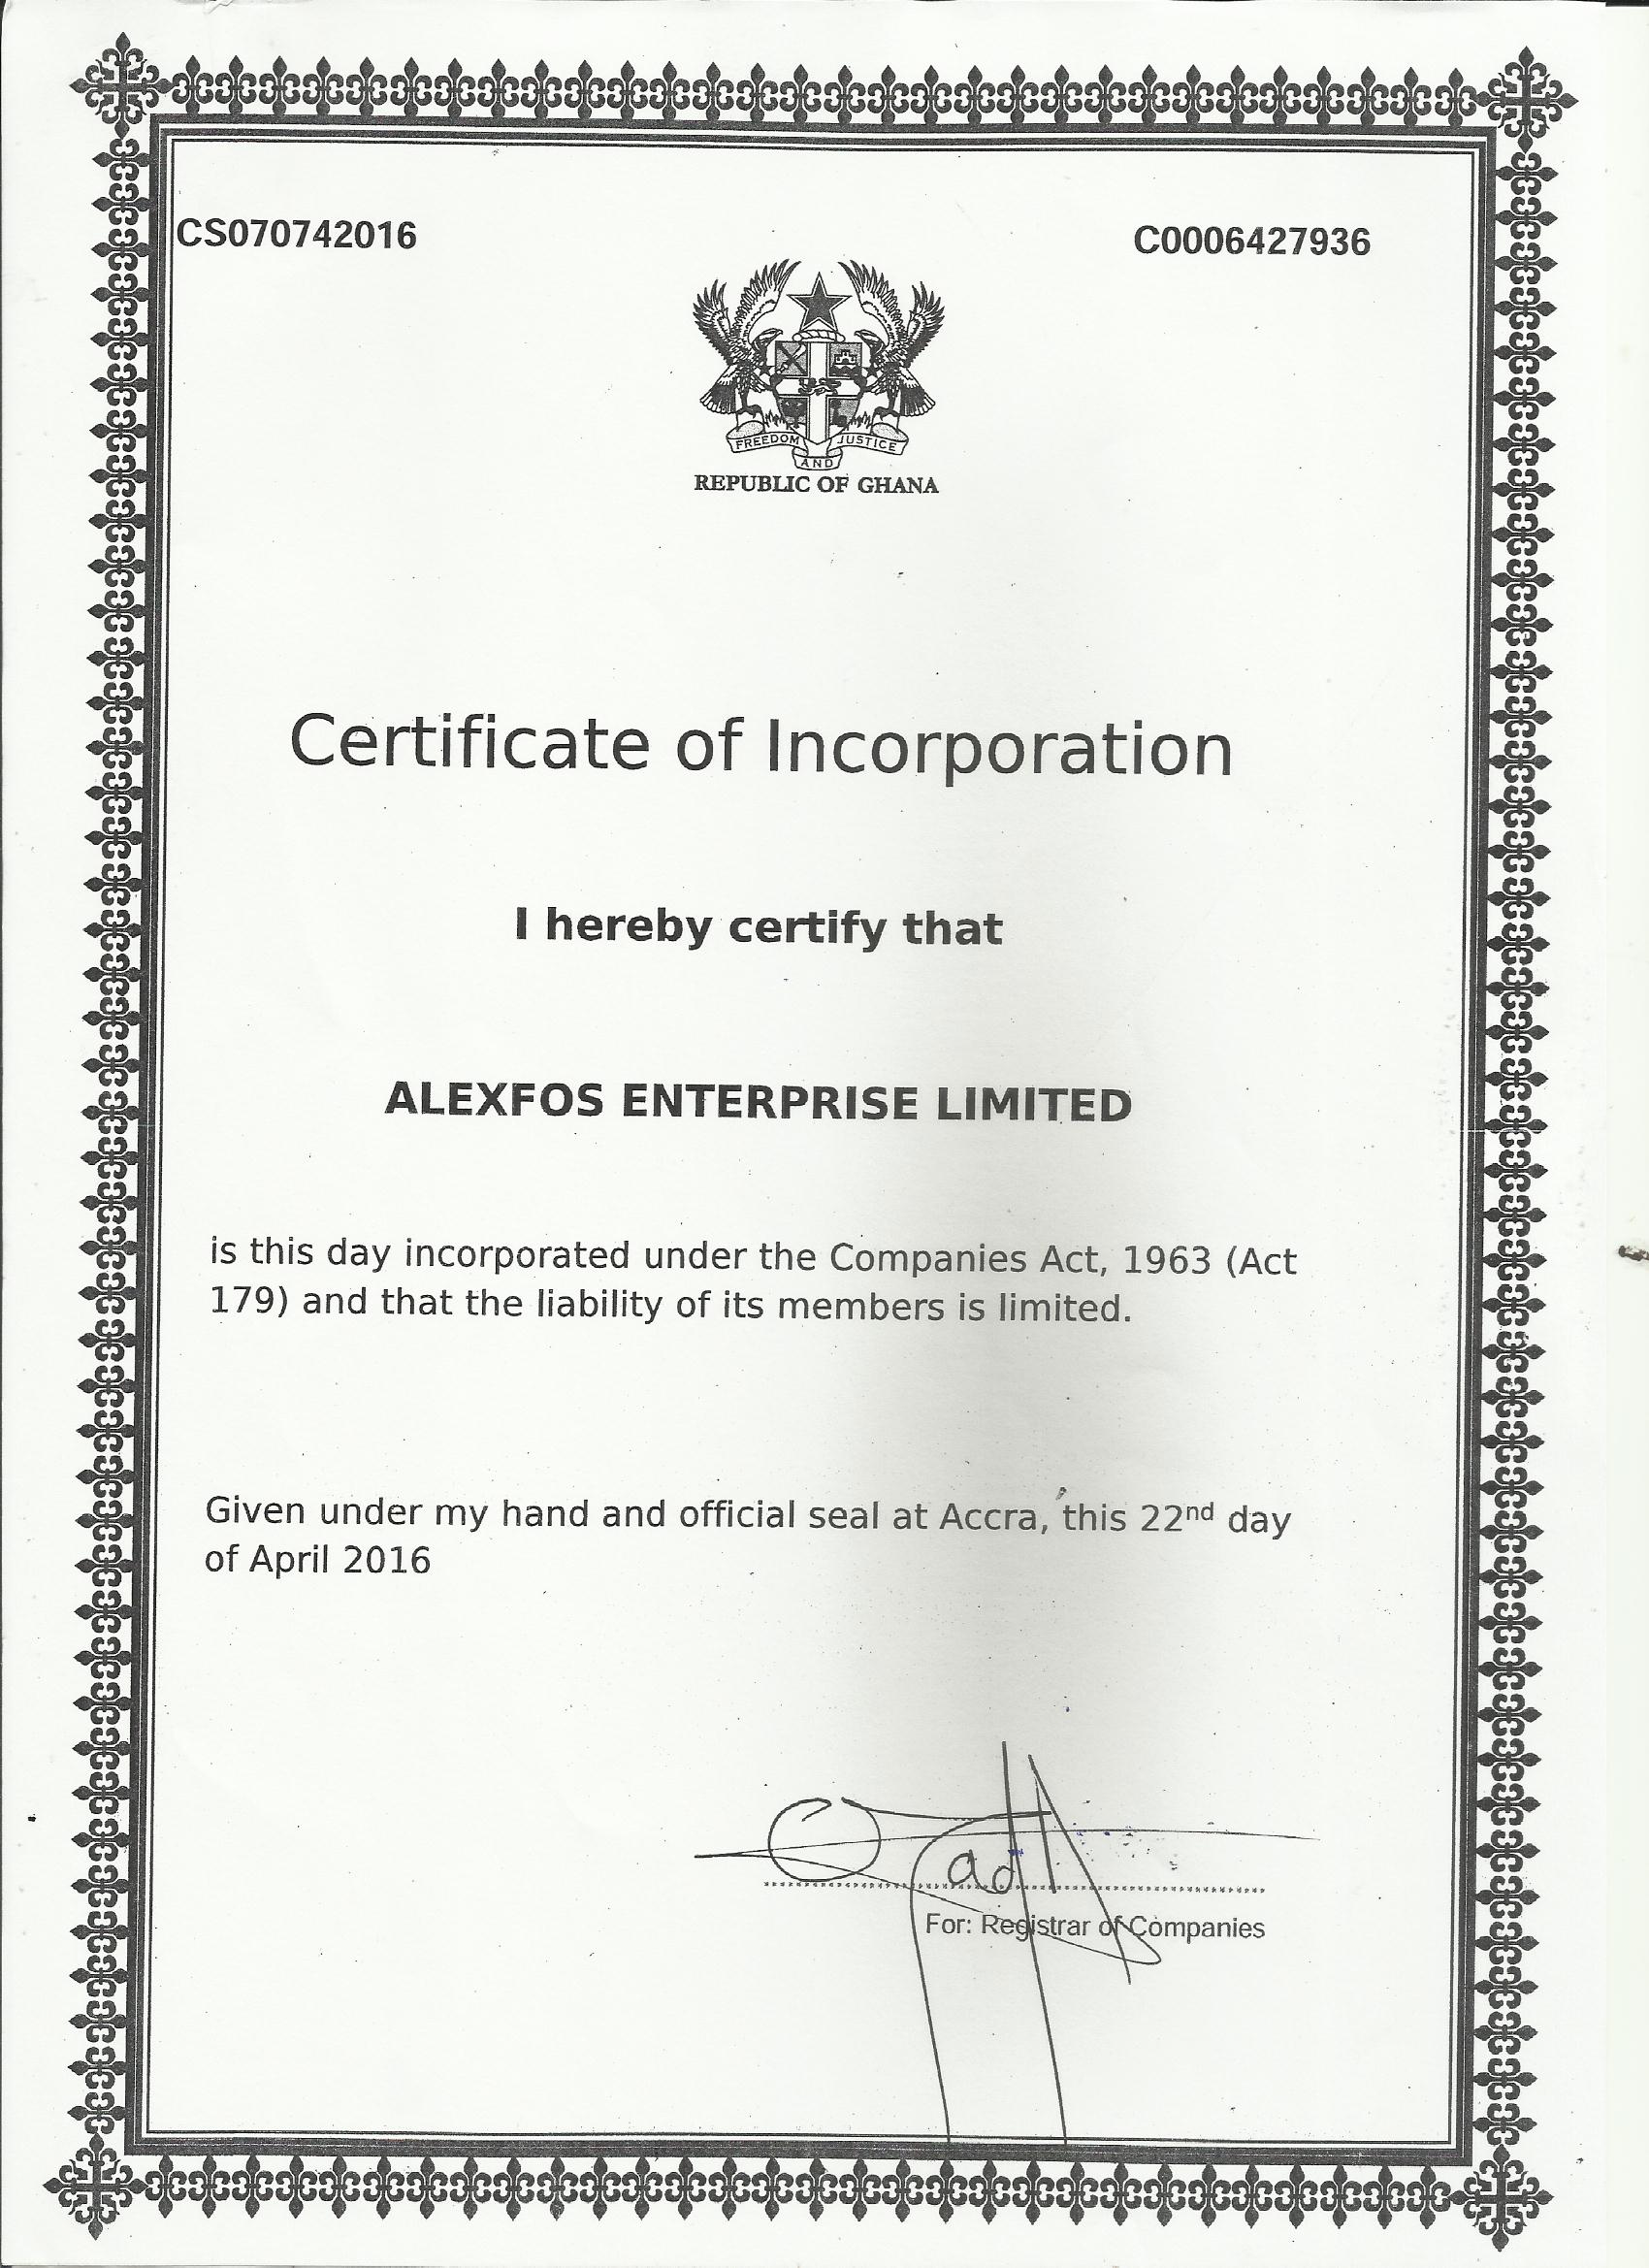 CS070742016
C0006427936
FREEDOM JUSTICE
AND
REPUBLIC OF GHANA
Certificate of Incorporation
I hereby certify that
ALEXFOS ENTERPRISE LIMITED
is this day incorporated under the Companies Act, 1963 (Act
179) and that the liability of its members is limited.
Given under my hand and official seal at Accra, this 22nd day
of April 2016
For: Registrar of Companies